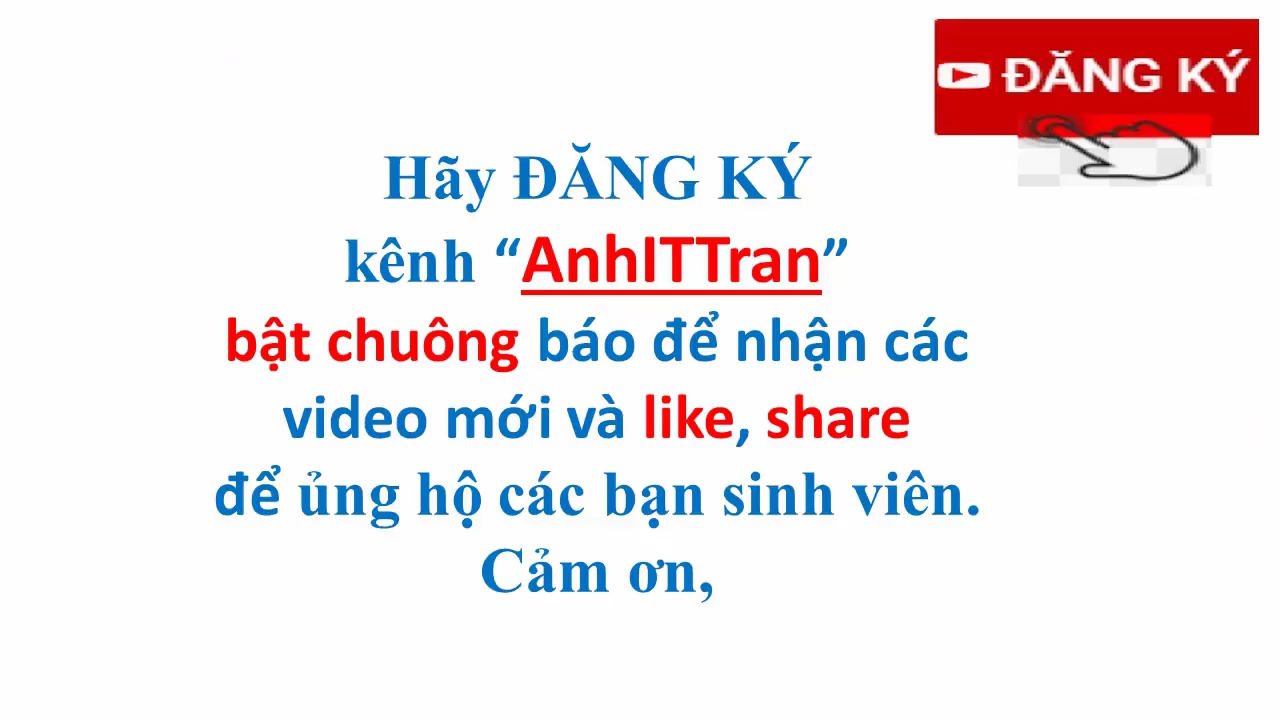 ĐĂNG KÝ
Hãy ĐĂNG KÝ
kênh “AnhITTran”
bật chuông báo để nhận các
video mới và like, share
để ủng hộ các bạn sinh viên.
Cảm ơn,